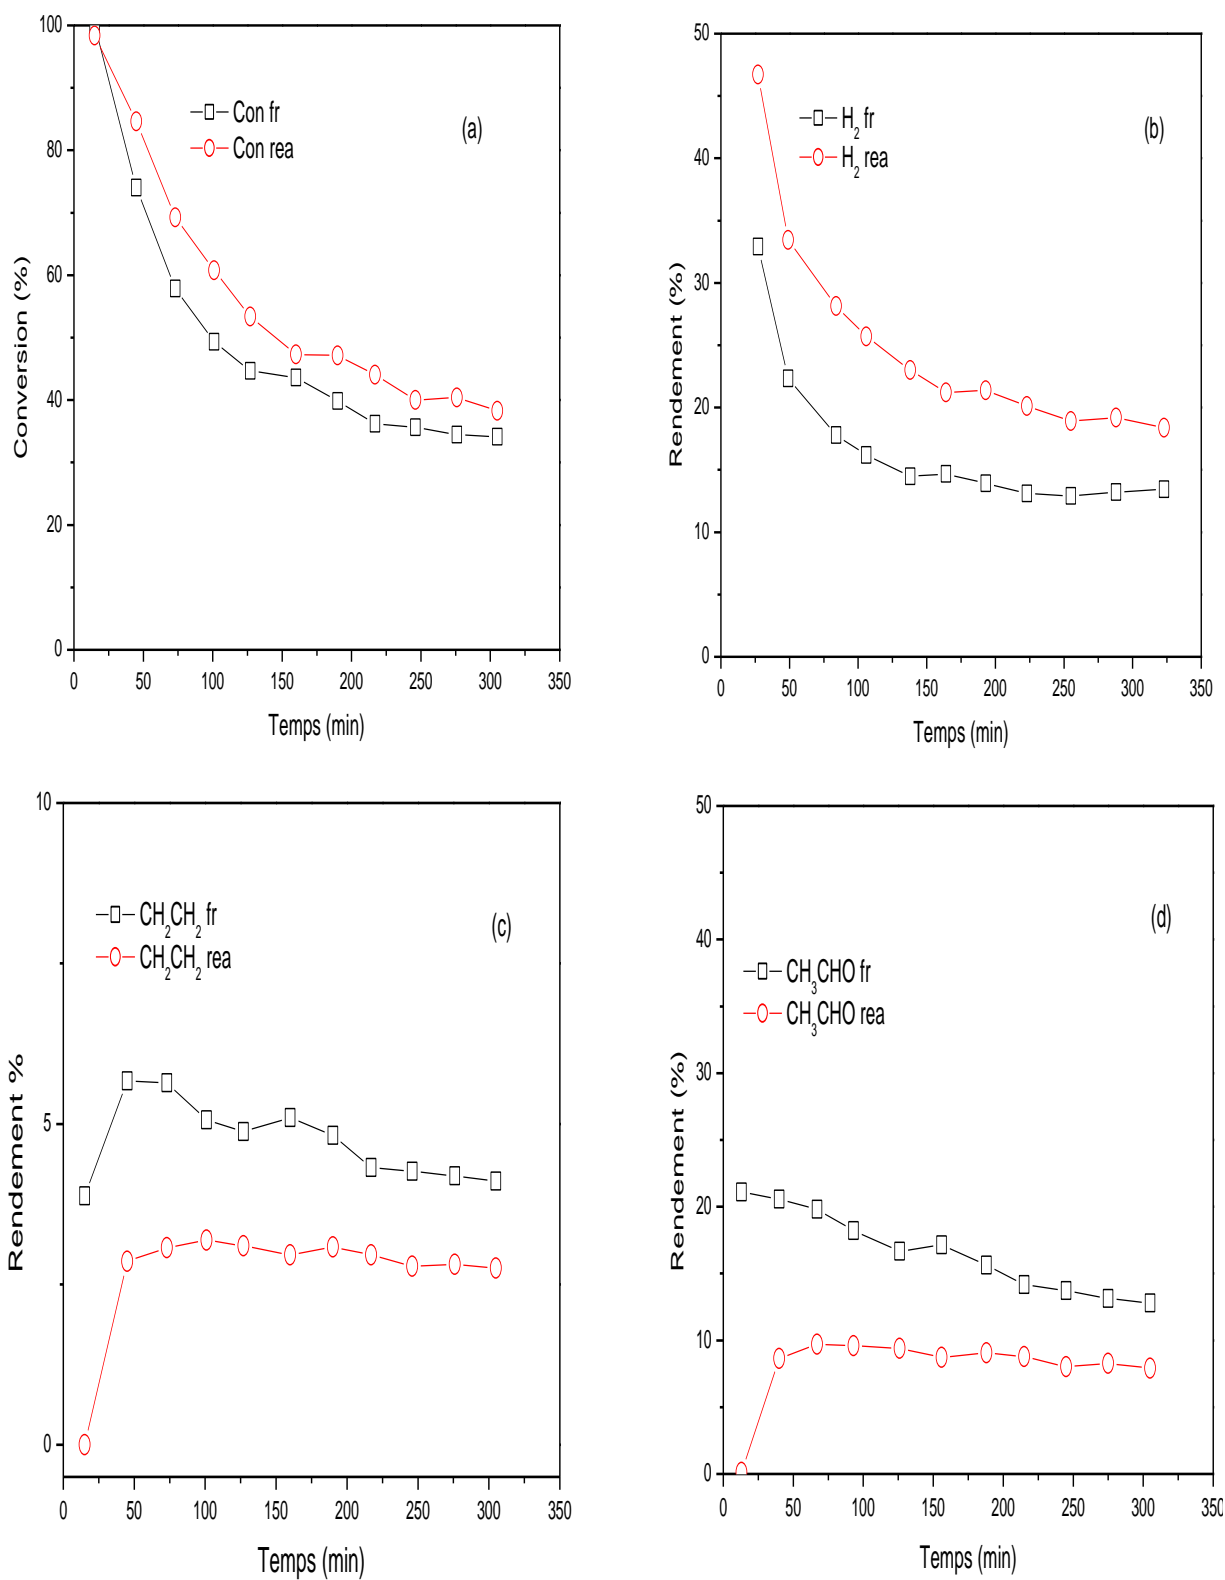 100
80
60
40
20
0
Conversion (%)
Con fr
Con rea
(a)
0 50 100 150 200 250 300 350
Temps (min)
50
40
30
20
10
0
Rendement (%)
H2 fr
H2 rea
(b)
0 50 100 150 200 250 300 350
Temps (min)
10
5
0
Rendement %
CH2CH2 fr
CH2CH2 rea
(c)
0 50 100 150 200 250 300 350
Temps (min)
50
40
30
20
10
0
Rendement (%)
CH3CHO fr
CH3CHO rea
(d)
0 50 100 150 200 250 300 350
Temps (min)